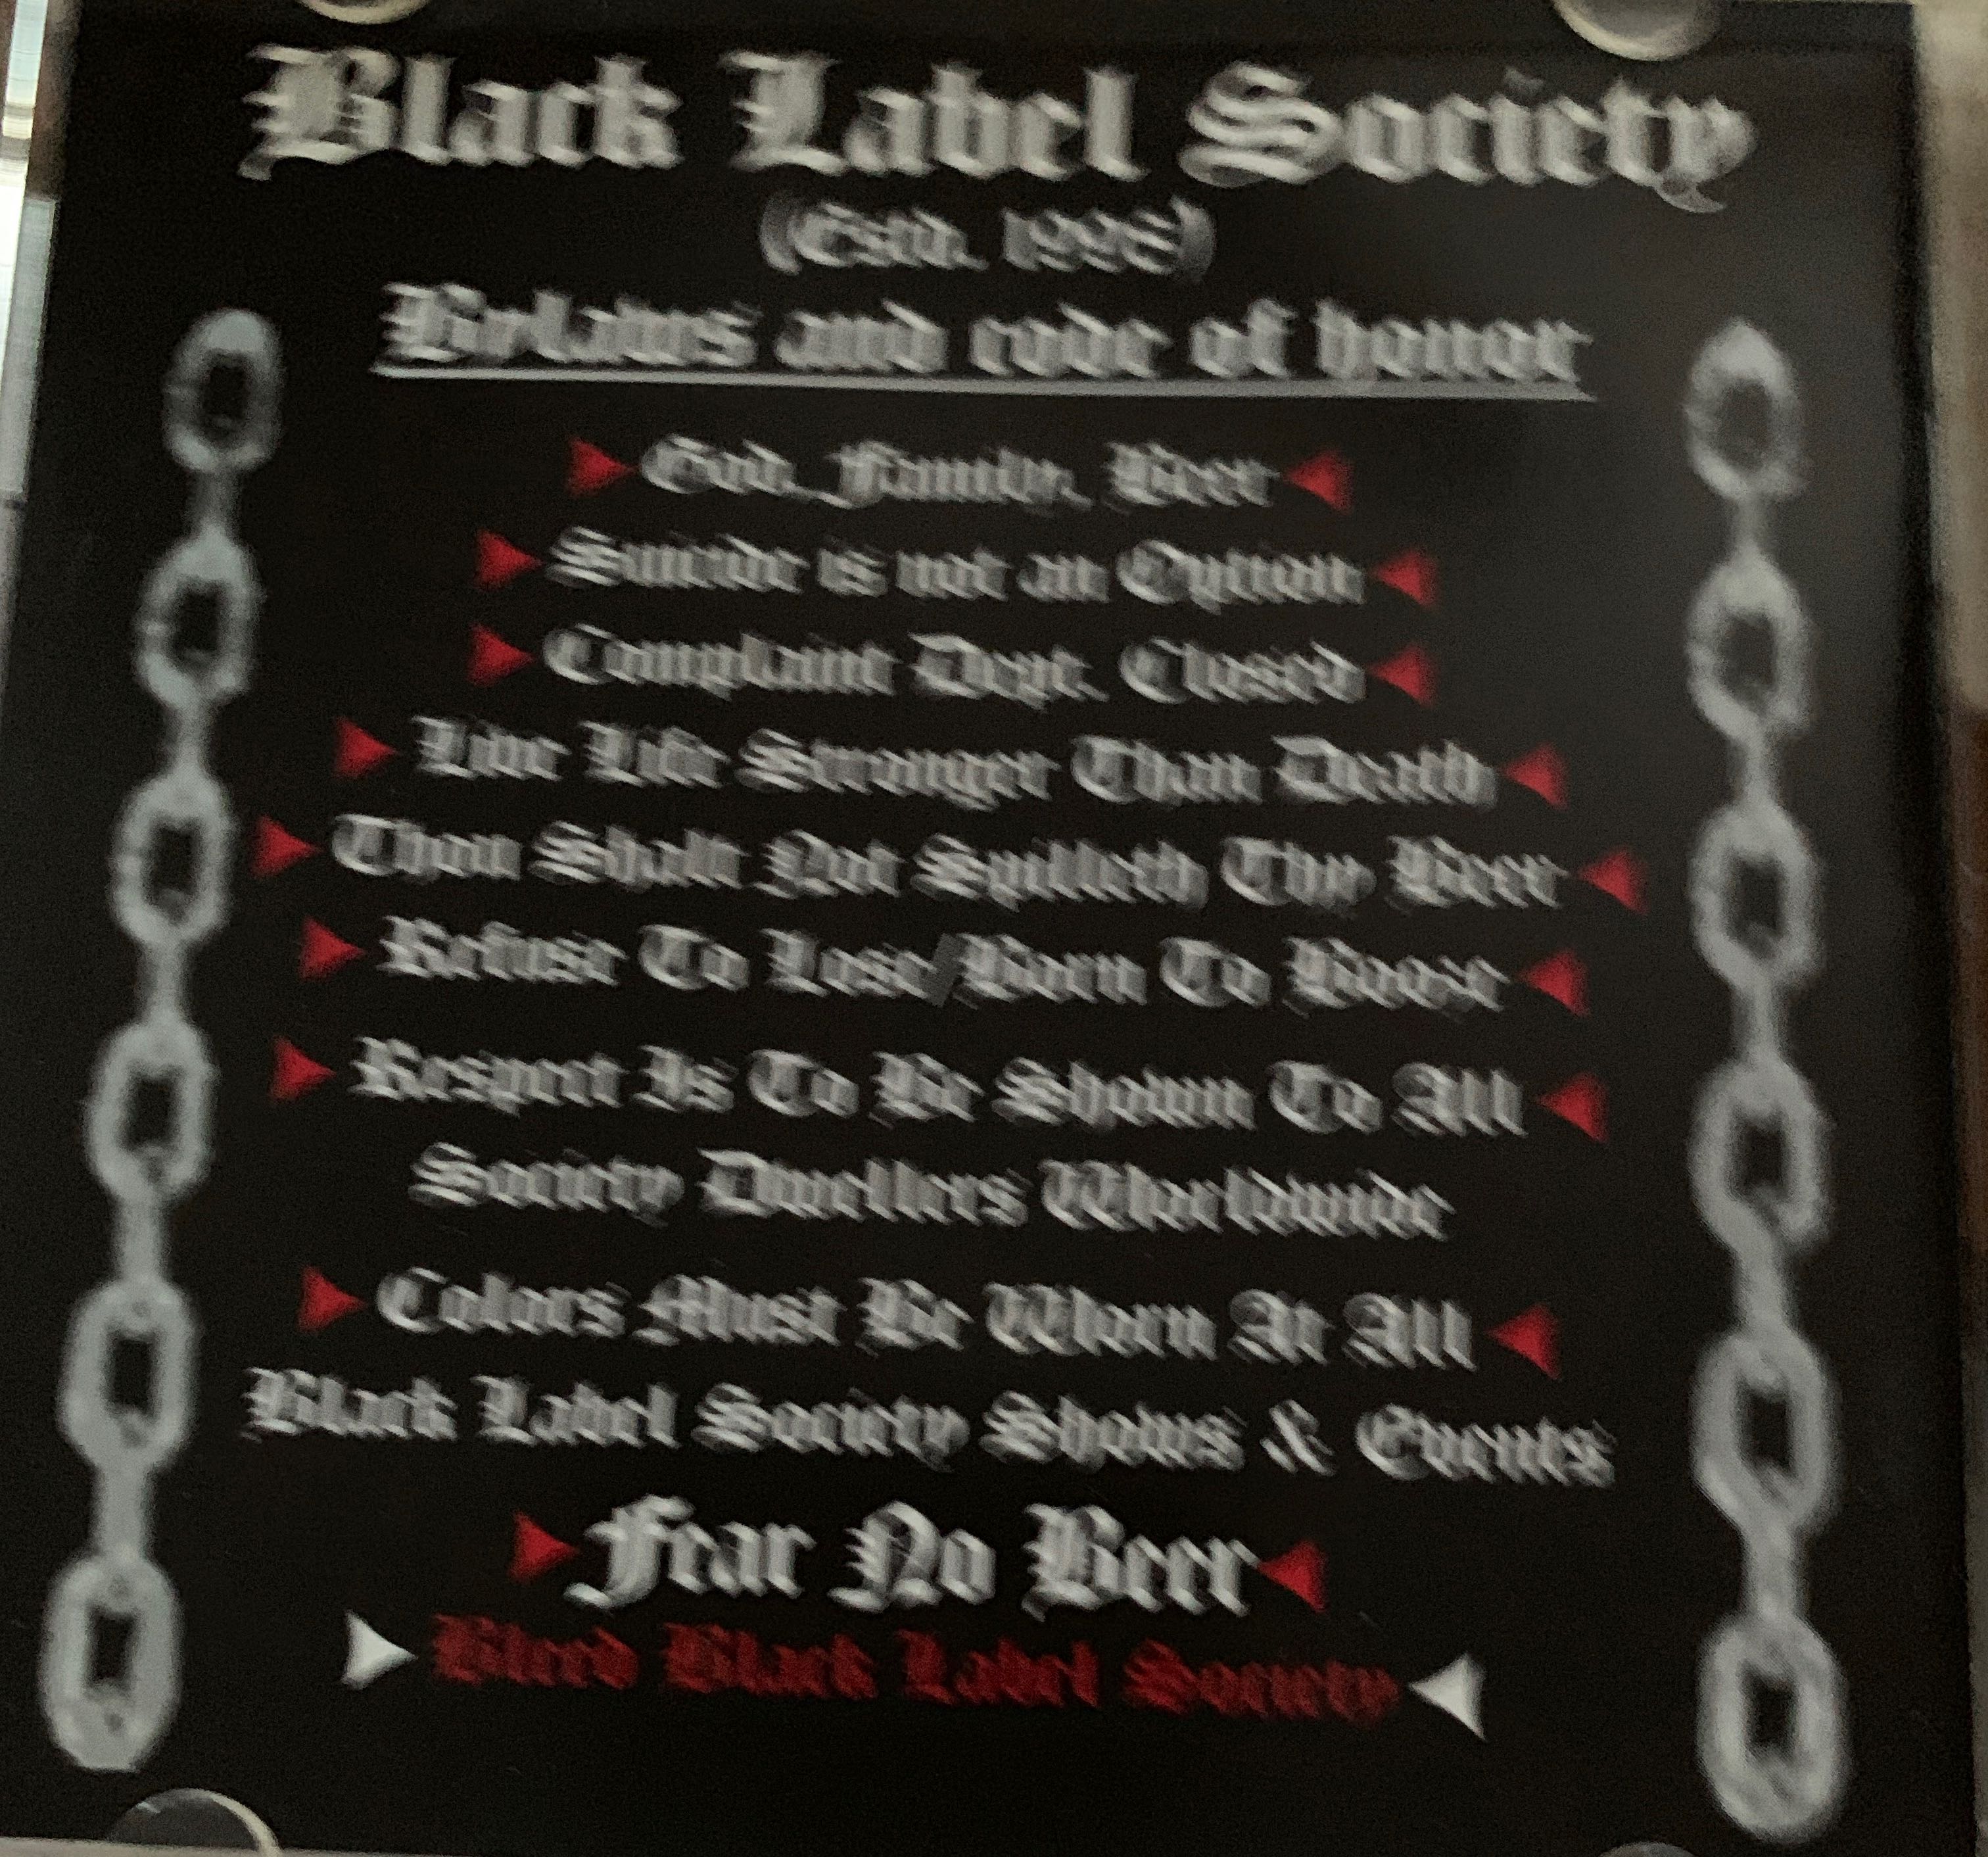 Black Label Society
(Estd. 1998)
Bylaws and code of honor
God, Family, Beer
Suicide is not an Option
Complaint Dept. Closed
Live Life Stronger Than Death
Thou Shalt Not Spilleth Thy Beer
Refuse To Lose/Born To Booze
Respect Is To Be Shown To All
Society Dwellers Worldwide
Colors Must Be Worn At All
Black Label Society Shows & Events
Fear No Beer
Bleed Black Label Society